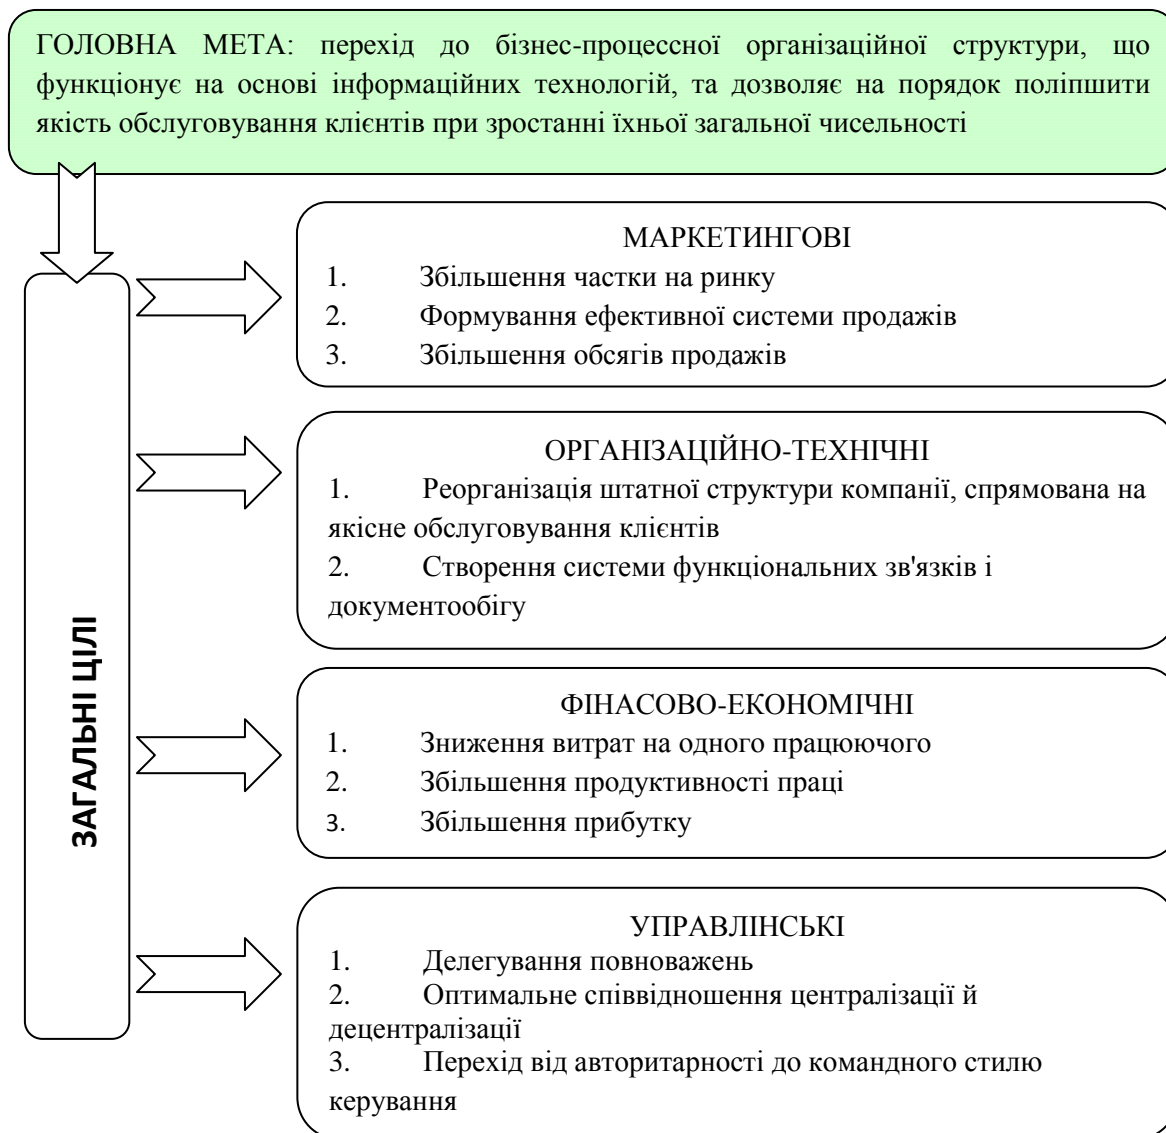 ГОЛОВНА МЕТА: перехід до бізнес-процессної організаційної структури, що
функціонує на основі інформаційних технологій, та дозволяє на порядок поліпшити
якість обслуговування клієнтів при зростанні їхньої загальної чисельності
ЗАГАЛЬНІ ЦІЛІ
МАРКЕТИНГОВІ
1. Збільшення частки на ринку
2. Формування ефективної системи продажів
3. Збільшення обсягів продажів
ОРГАНІЗАЦІЙНО-ТЕХНІЧНІ
1. Реорганізація штатної структури компанії, спрямована на
якісне обслуговування клієнтів
2. Створення системи функціональних зв'язків і
документообігу
ФІНАСОВО-ЕКОНОМІЧНІ
1. Зниження витрат на одного працюючого
2. Збільшення продуктивності праці
3. Збільшення прибутку
УПРАВЛІНСЬКІ
1. Делегування повноважень
2. Оптимальне співвідношення централізації й
децентралізації
3. Перехід від авторитарності до командного стилю
керування